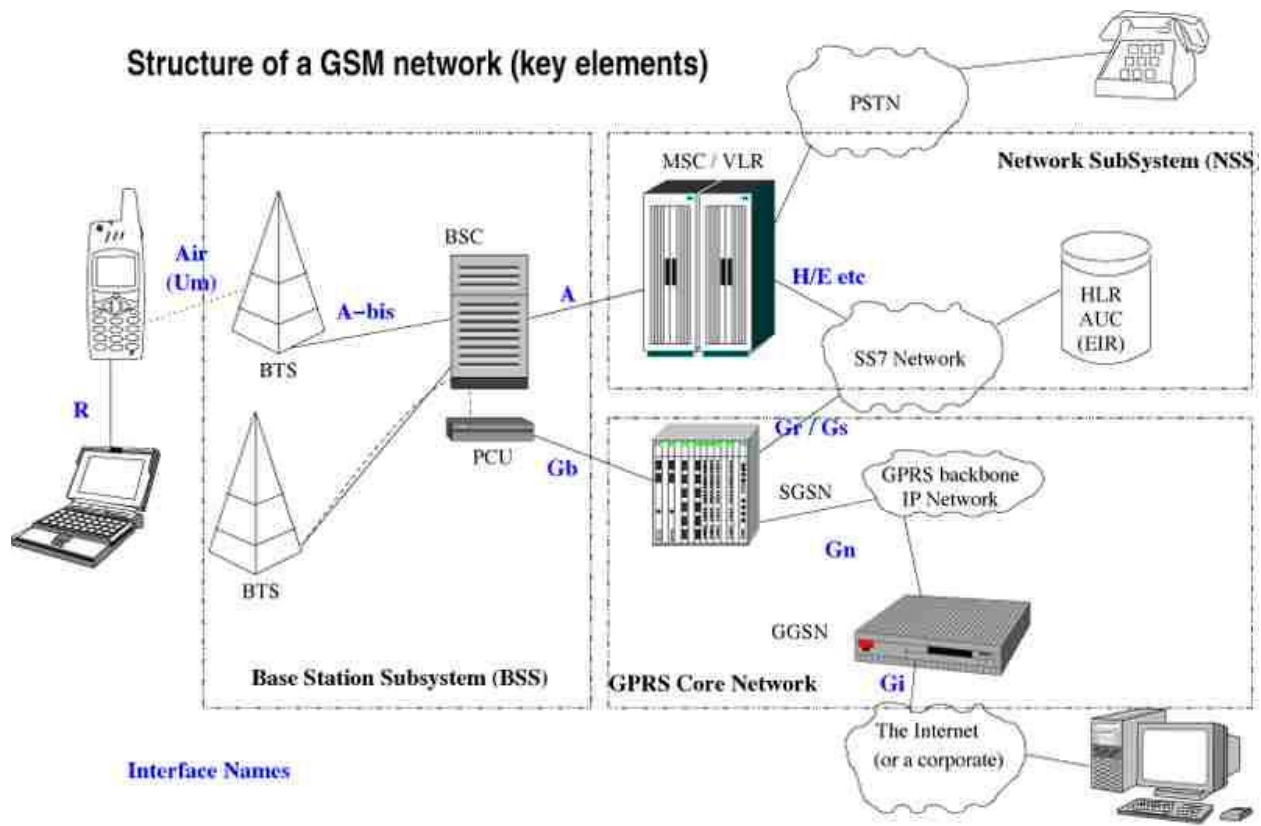 Structure of a GSM network (key elements)
PSTN
MSC / VLR
Network SubSystem (NSS
BSC
Air
(Um)
A-bis
A
H/E etc
HLR
AUC
(EIR)
BTS
SS7 Network
R
PCU
Gb
Gr / Gs
SGSN
GPRS backbone
IP Network
Gn
BTS
GGSN
Base Station Subsystem (BSS)
GPRS Core Network
Gi
The Internet
(or a corporate)
Interface Names